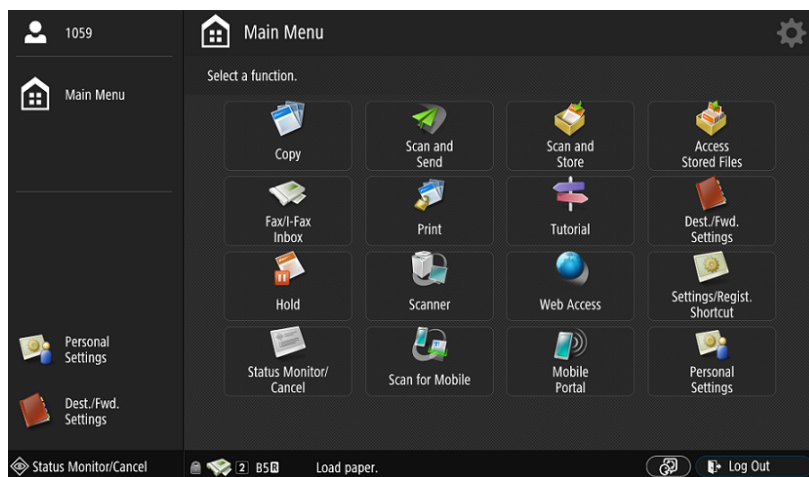 1059
Main Menu
Select a function.
Main Menu
Copy
Scan and
Send
Scan and
Store
Access
Stored Files
Fax/I-Fax
Inbox
Print
Tutorial
Dest./Fwd.
Settings
Hold
Scanner
Web Access
Settings/Regist.
Shortcut
Status Monitor/
Cancel
Scan for Mobile
Mobile
Portal
Personal
Settings
Personal
Settings
Dest./Fwd.
Settings
Status Monitor/Cancel
2 B5R Load paper.
Log Out